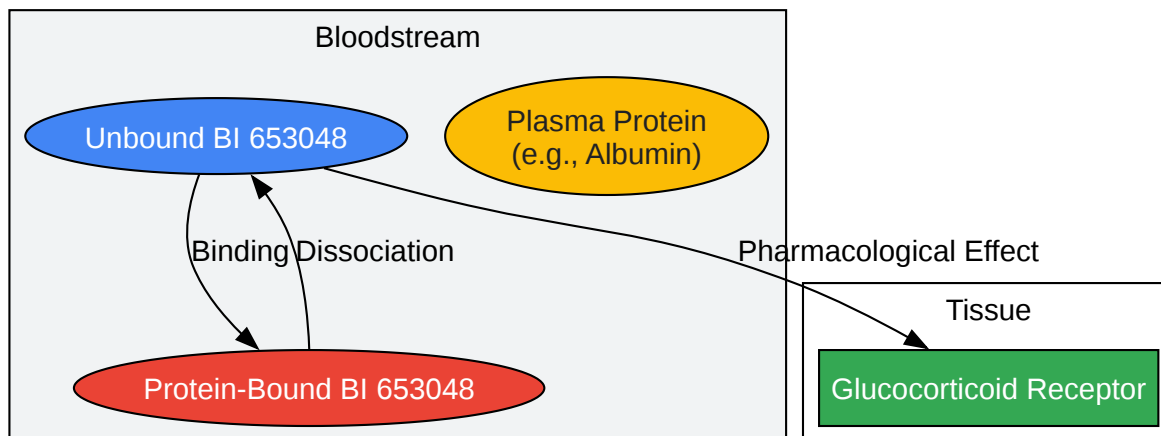 Bloodstream
Unbound BI 653048
Plasma Protein
(e.g., Albumin)
Binding
Dissociation
Pharmacological Effect
Tissue
Protein-Bound BI 653048
Glucocorticoid Receptor